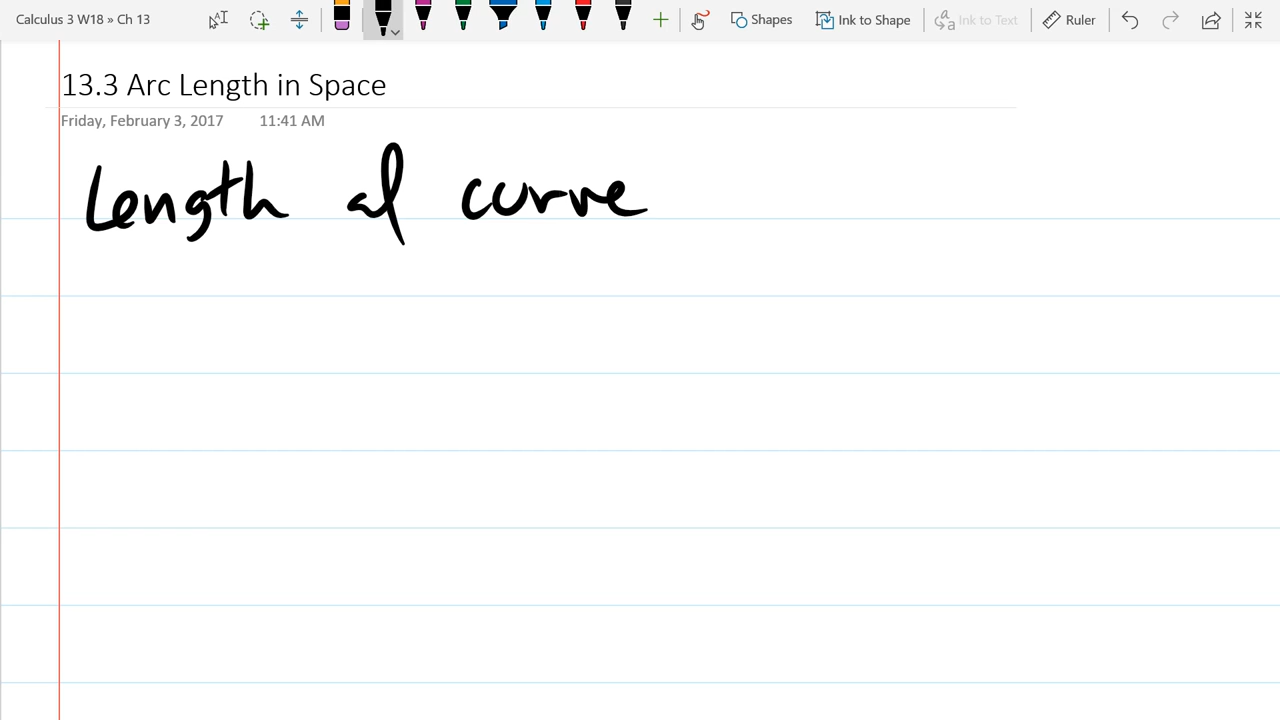 Calculus 3 W18 » Ch 13
Shapes
Ink to Shape
Ink to Text
Ruler
13.3 Arc Length in Space
Friday, February 3, 2017 11:41 AM
Length of curve